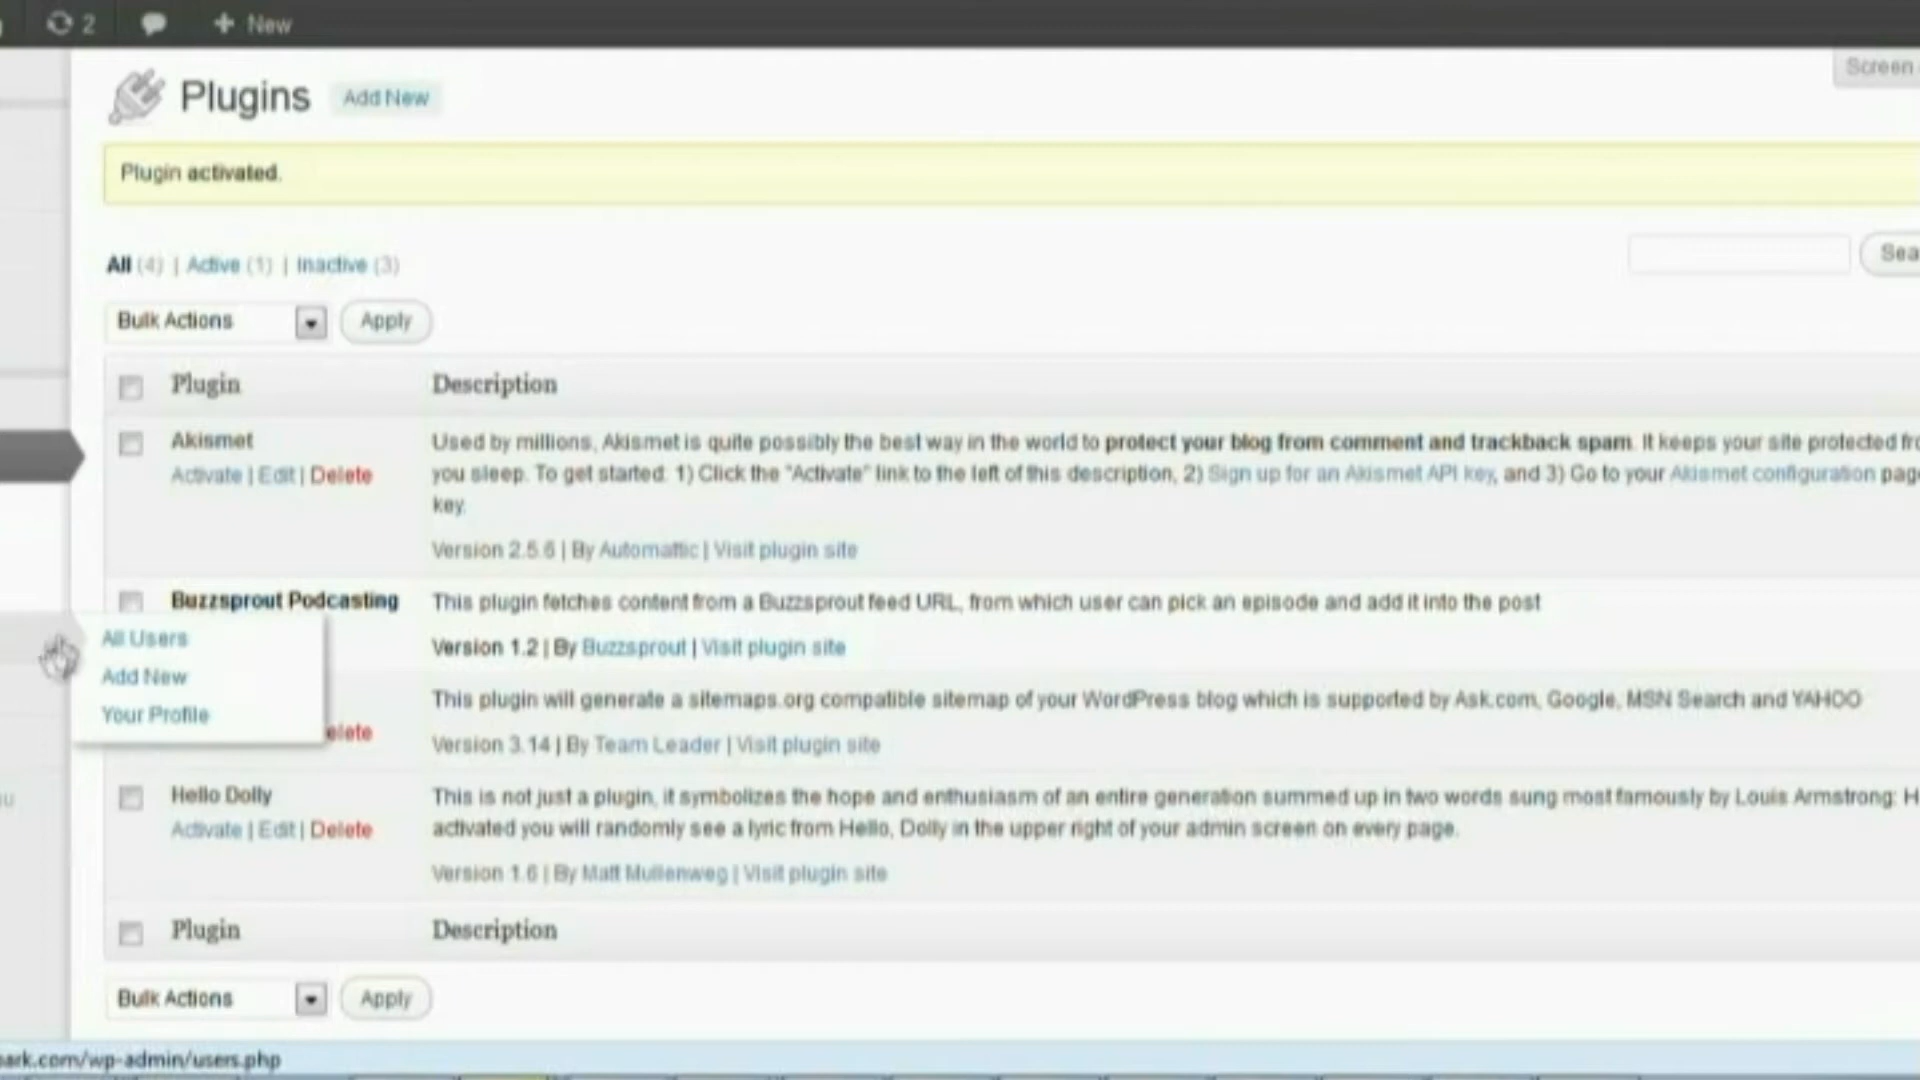 2 New
Plugins Add New
Screen
Plugin activated.
All (4) | Active (1) | Inactive (3)
Sea
Bulk Actions Apply
Plugin Description
Akismet Used by millions, Akismet is quite possibly the best way in the world to protect your blog from comment and trackback spam. It keeps your site protected fro
Activate | Edit | Delete you sleep. To get started: 1) Click the "Activate" link to the left of this description, 2) Sign up for an Akismet API key, and 3) Go to your Akismet configuration page
key.
Version 2.5.6 | By Automattic | Visit plugin site
Buzzsprout Podcasting This plugin fetches content from a Buzzsprout feed URL, from which user can pick an episode and add it into the post
All Users
Add New
Your Profile
Version 1.2 | By Buzzsprout | Visit plugin site
This plugin will generate a sitemaps.org compatible sitemap of your WordPress blog which is supported by Ask.com, Google, MSN Search and YAHOO
elete Version 3.14 | By Team Leader | Visit plugin site
Hello Dolly This is not just a plugin, it symbolizes the hope and enthusiasm of an entire generation summed up in two words sung most famously by Louis Armstrong: H
Activate | Edit | Delete activated you will randomly see a lyric from Hello, Dolly in the upper right of your admin screen on every page.
Version 1.6 | By Matt Mullenweg | Visit plugin site
Plugin Description
Bulk Actions Apply
ark.com/wp-admin/users.php